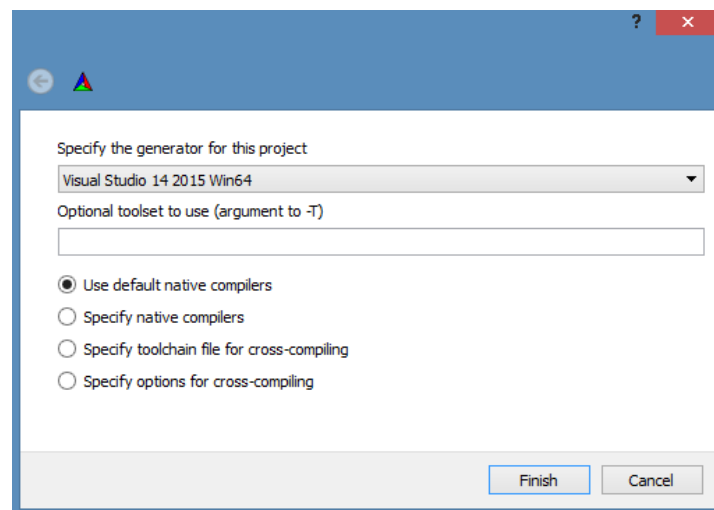 ?
Specify the generator for this project
Visual Studio 14 2015 Win64
Optional toolset to use (argument to -T)
Use default native compilers
Specify native compilers
Specify toolchain file for cross-compiling
Specify options for cross-compiling
Finish Cancel